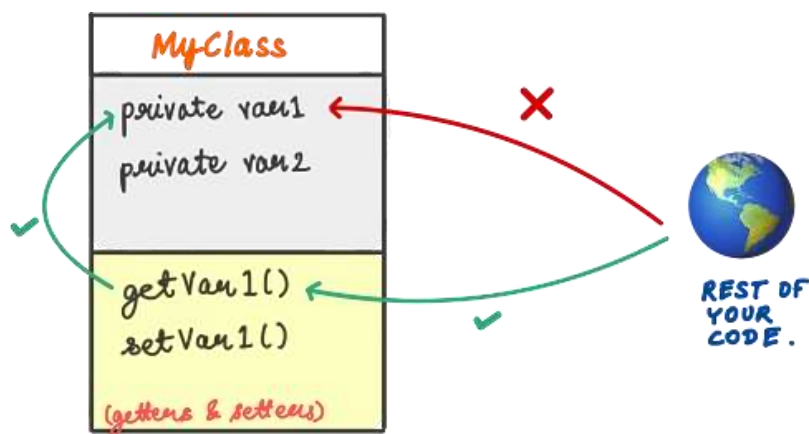 MyClass
private var1
private var2
getVar1()
setVar1()
(getters & setters)
REST OF
YOUR
CODE.